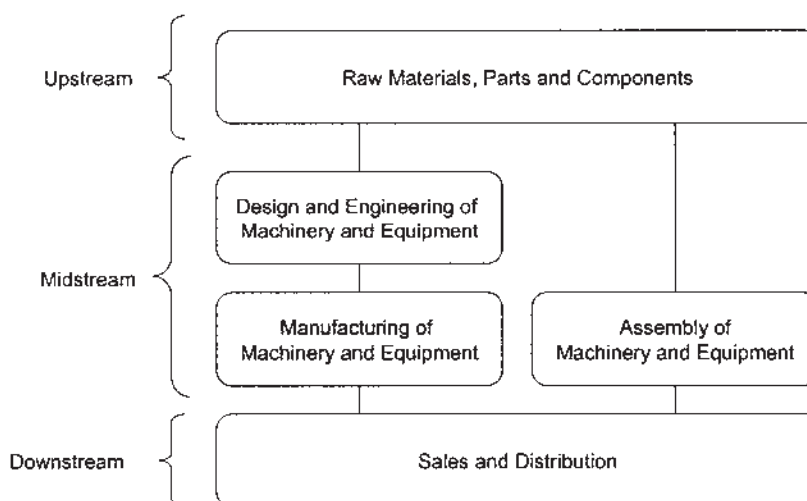 Upstream
Raw Materials, Parts and Components
Midstream
Design and Engineering of
Machinery and Equipment
Manufacturing of
Machinery and Equipment
Assembly of
Machinery and Equipment
Downstream
Sales and Distribution